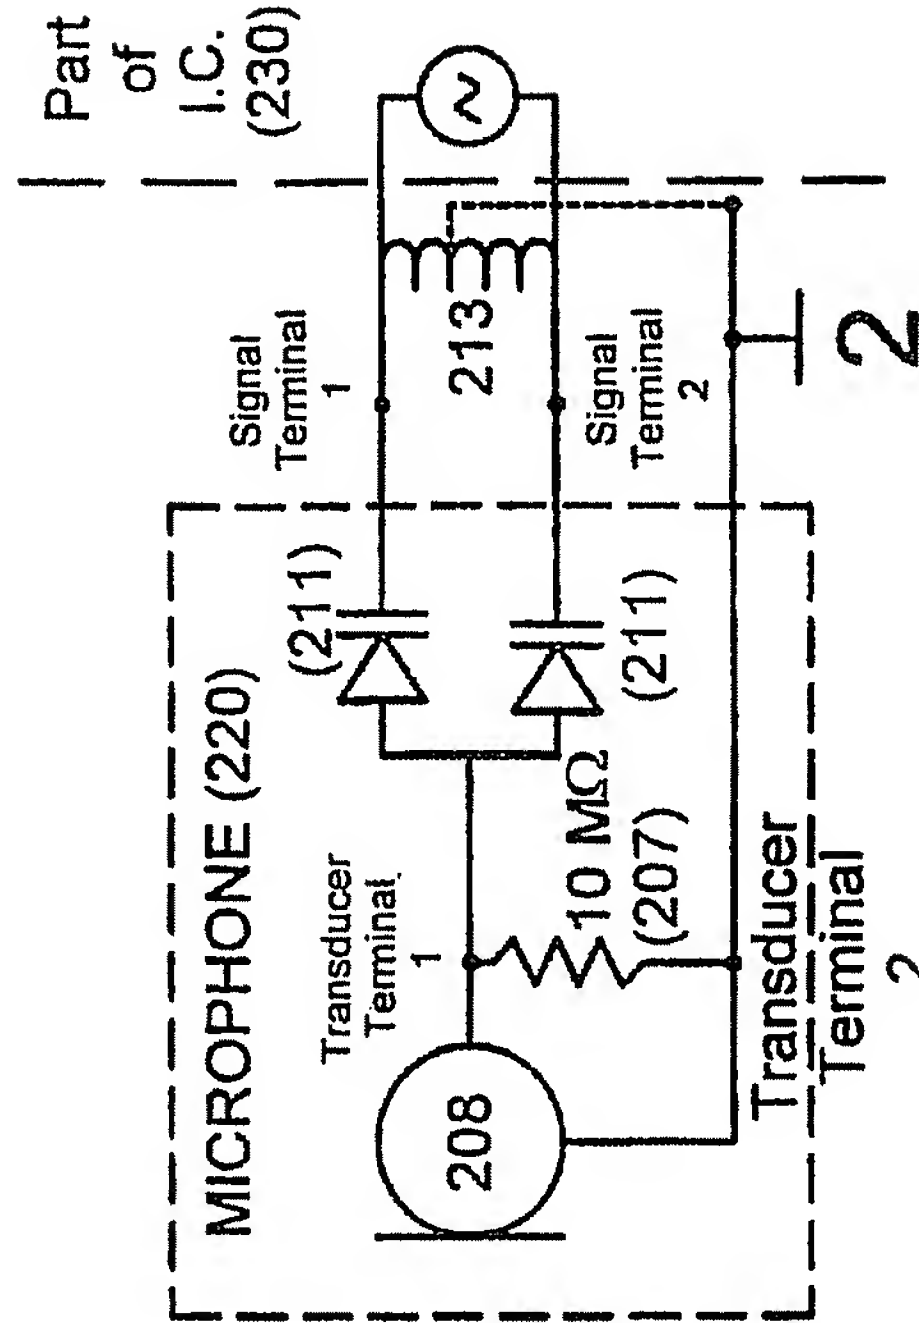 Part
of
I.C.
(230)
Signal
Terminal
1
213
Signal
Terminal
2
2
MICROPHONE (220)
(211)
(211)
Transducer
Terminal
1
10 MΩ
(207)
208
Transducer
Terminal
2